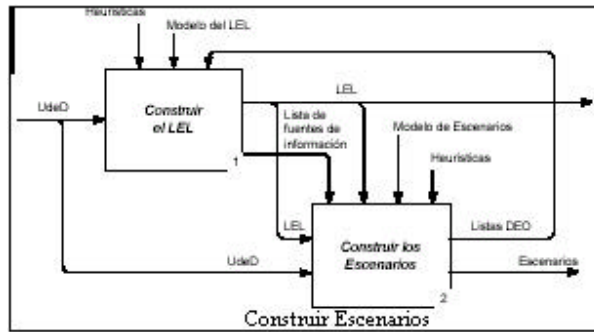 Heurísticas
Modelo del LEL
UdeD
Construir
el LEL
1
LEL
Lista de
fuentes de
información
Modelo de Escenarios
Heurísticas
LEL
Construir los
Escenarios
2
Listas DEO
UdeD
Escenarios
Construir Escenarios